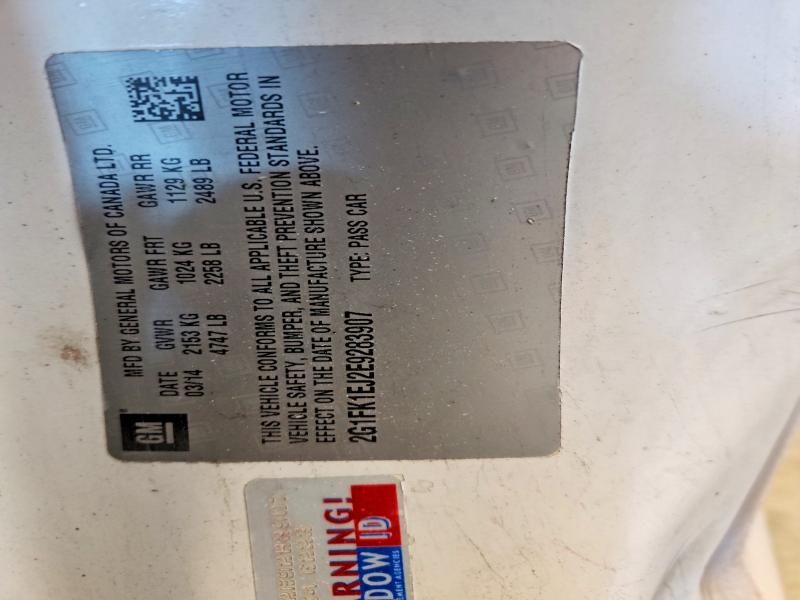 GM
MFD BY GENERAL MOTORS OF CANADA LTD.
DATE GVWR GAWR FRT GAWR RR
03/14 2153 KG 1024 KG 1129 KG
4747 LB 2258 LB 2489 LB
THIS VEHICLE CONFORMS TO ALL APPLICABLE U.S. FEDERAL MOTOR
VEHICLE SAFETY, BUMPER, AND THEFT PREVENTION STANDARDS IN
EFFECT ON THE DATE OF MANUFACTURE SHOWN ABOVE.
2G1FK1EJ2E9283907 TYPE: PASS CAR
RNING!
DOW ID
EMENT AGENCIES